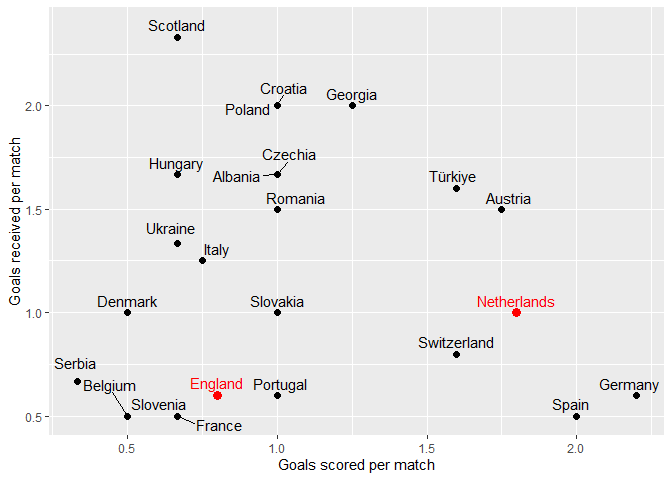 Scotland
Croatia
Georgia
2.0
Poland
Czechia
Hungary
Türkiye
Albania
Austria
Romania
1.5
Ukraine
Italy
Denmark
Slovakia
Netherlands
1.0
Switzerland
Serbia
Belgium
England
Portugal
Germany
Slovenia
Spain
0.5
France
0.5
1.0
1.5
2.0
Goals scored per match
Goals received per match